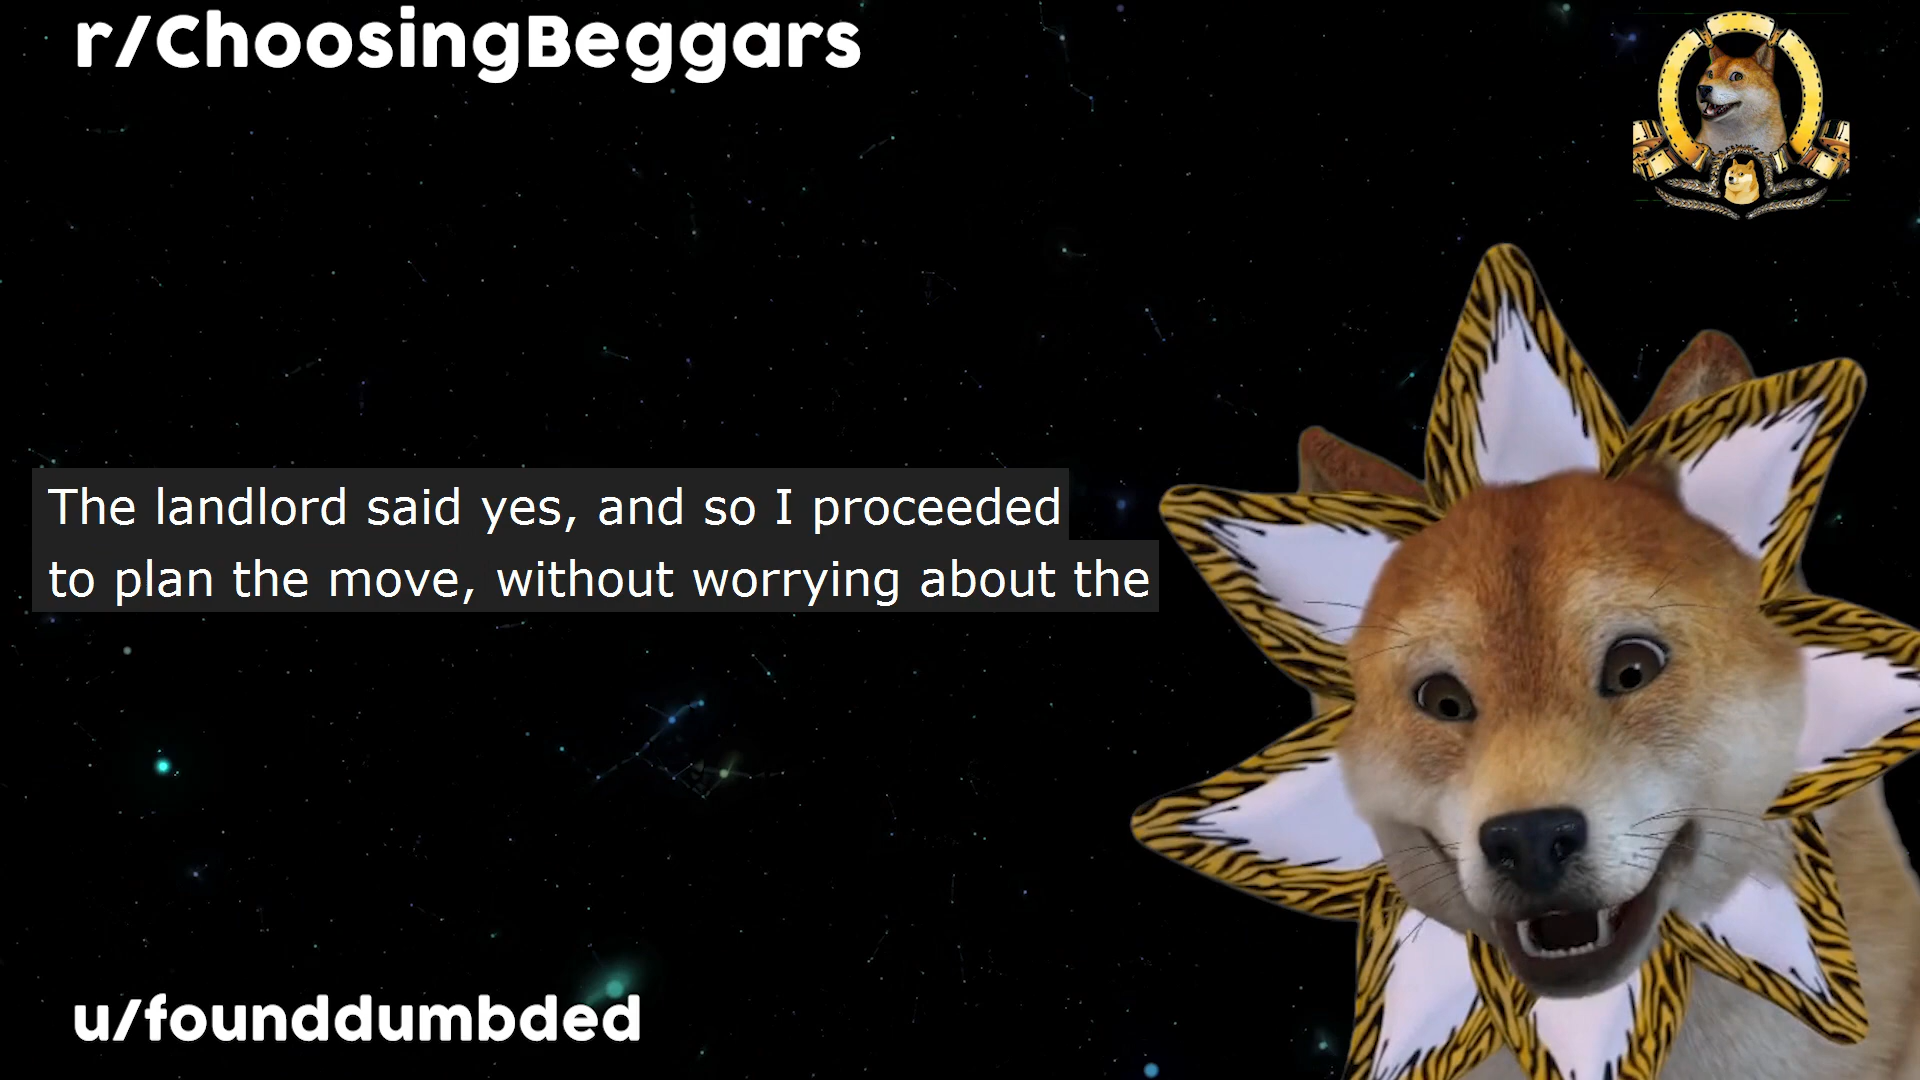 r/ChoosingBeggars
The landlord said yes, and so I proceeded
to plan the move, without worrying about the
u/founddumbded